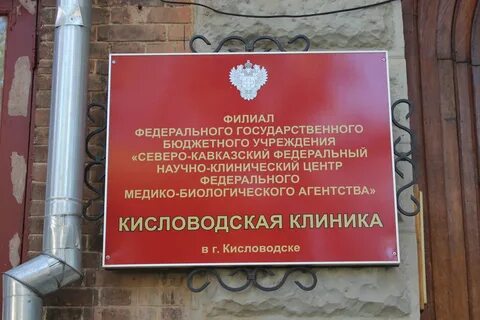 ФИЛИАЛ
ФЕДЕРАЛЬНОГО ГОСУДАРСТВЕННОГО
БЮДЖЕТНОГО УЧРЕЖДЕНИЯ
«СЕВЕРО-КАВКАЗСКИЙ ФЕДЕРАЛЬНЫЙ
НАУЧНО-КЛИНИЧЕСКИЙ ЦЕНТР
ФЕДЕРАЛЬНОГО
МЕДИКО-БИОЛОГИЧЕСКОГО АГЕНТСТВА»
КИСЛОВОДСКАЯ КЛИНИКА
в г. Кисловодске